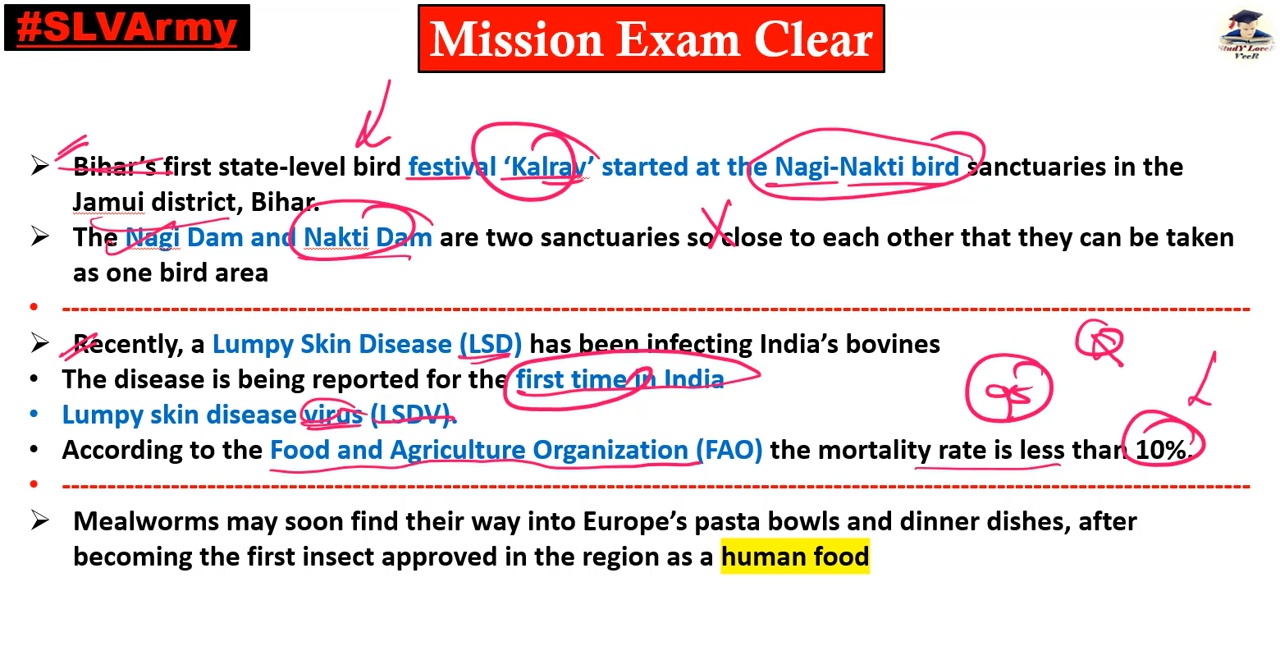 #SLVArmy
Mission Exam Clear
StudY LoveR
VeeR
➤ Bihar's first state-level bird festival ‘Kalrav’ started at the Nagi-Nakti bird sanctuaries in the
Jamui district, Bihar.
➤ The Nagi Dam and Nakti Dam are two sanctuaries so close to each other that they can be taken
as one bird area
➤ Recently, a Lumpy Skin Disease (LSD) has been infecting India's bovines
• The disease is being reported for the first time in India
• Lumpy skin disease virus (LSDV).
• According to the Food and Agriculture Organization (FAO) the mortality rate is less than 10%.
➤ Mealworms may soon find their way into Europe's pasta bowls and dinner dishes, after
becoming the first insect approved in the region as a human food